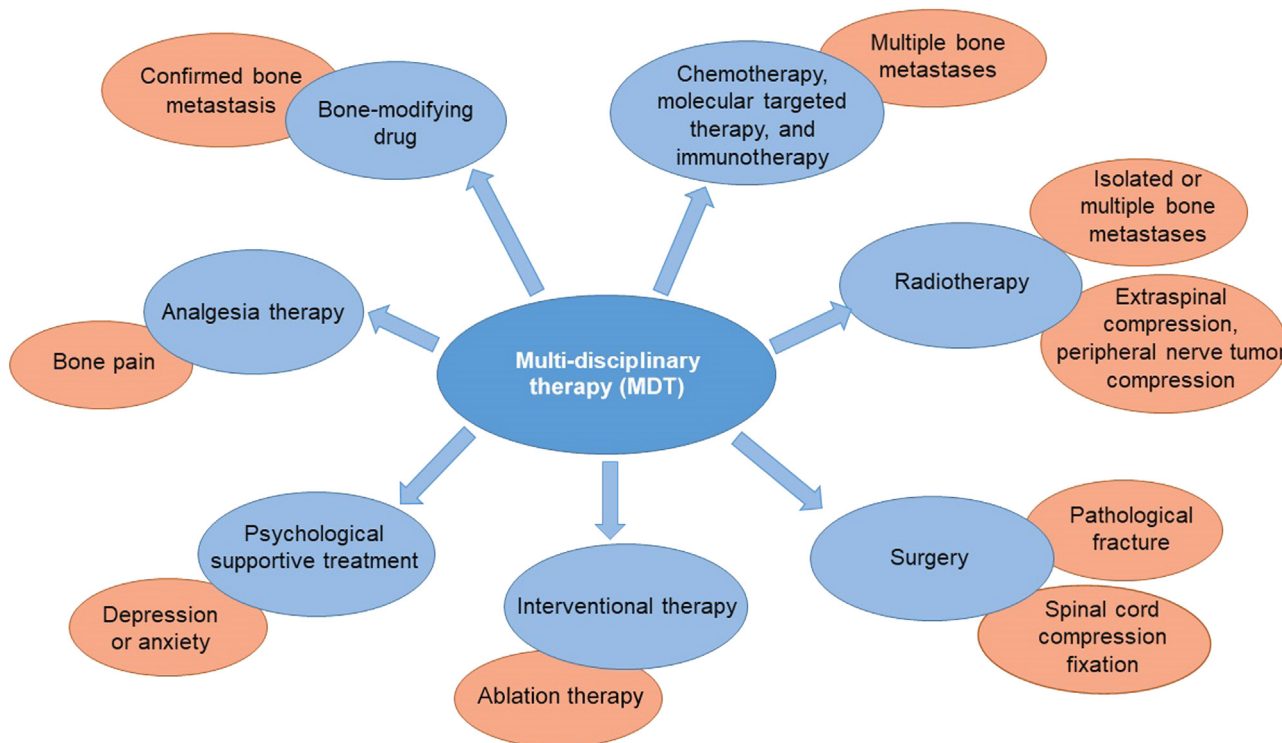 Confirmed bone
metastasis
Bone-modifying
drug
Chemotherapy,
molecular targeted
therapy, and
immunotherapy
Multiple bone
metastases
Isolated or
multiple bone
metastases
Radiotherapy
Extraspinal
compression,
peripheral nerve tumor
compression
Analgesia therapy
Bone pain
Multi-disciplinary
therapy (MDT)
Psychological
supportive treatment
Depression
or anxiety
Interventional therapy
Ablation therapy
Surgery
Pathological
fracture
Spinal cord
compression
fixation